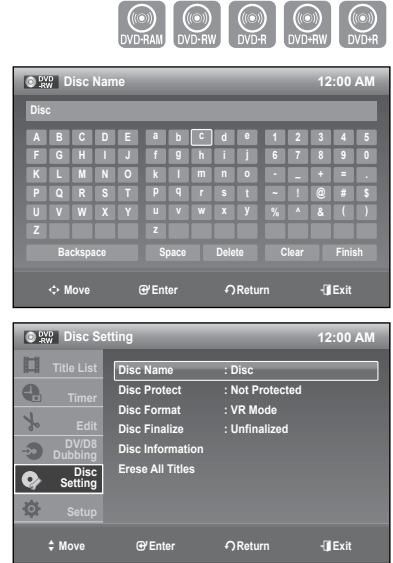 DVD-RAM DVD-RW DVD-R DVD+RW DVD+R
DVD -RW Disc Name 12:00 AM
Disc
A B C D E a b c d e 1 2 3 4 5
F G H I J f g h i j 6 7 8 9 0
K L M N O k l m n o - _ + = .
P Q R S T p q r s t ~ ! @ # $
U V W X Y u v w x y % ^ & ( )
Z z
Backspace Space Delete Clear Finish
Move Enter Return Exit
DVD -RW Disc Setting 12:00 AM
Title List Disc Name : Disc
Timer Disc Protect : Not Protected
Disc Format : VR Mode
Edit Disc Finalize : Unfinalized
DV/D8 Dubbing Disc Information
Disc Setting Erese All Titles
Setup
Move Enter Return Exit